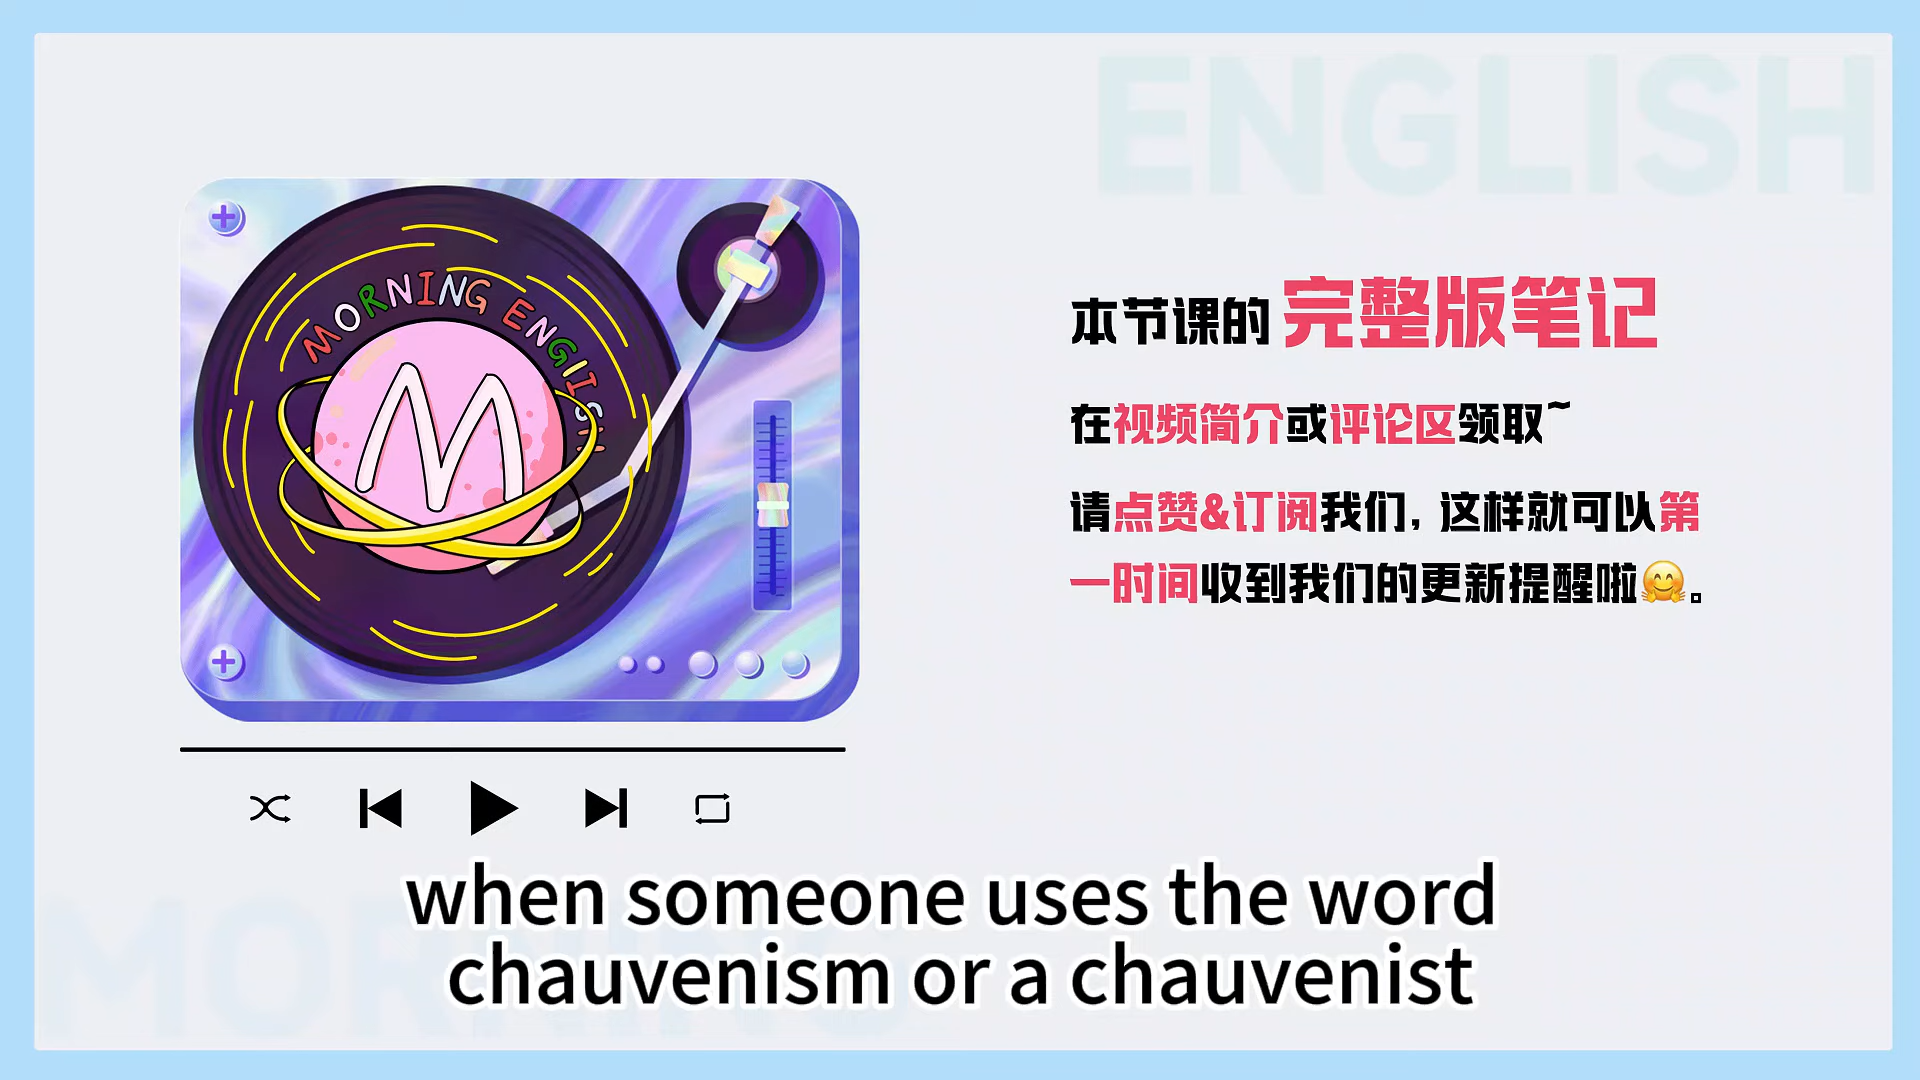 ENGLISH
MORNING ENGLISH
M
本节课的 完整版笔记
在视频简介或评论区领取~
请点赞&订阅我们, 这样就可以第
一时间收到我们的更新提醒啦🤗。
when someone uses the word
chauvenism or a chauvenist
MORNING